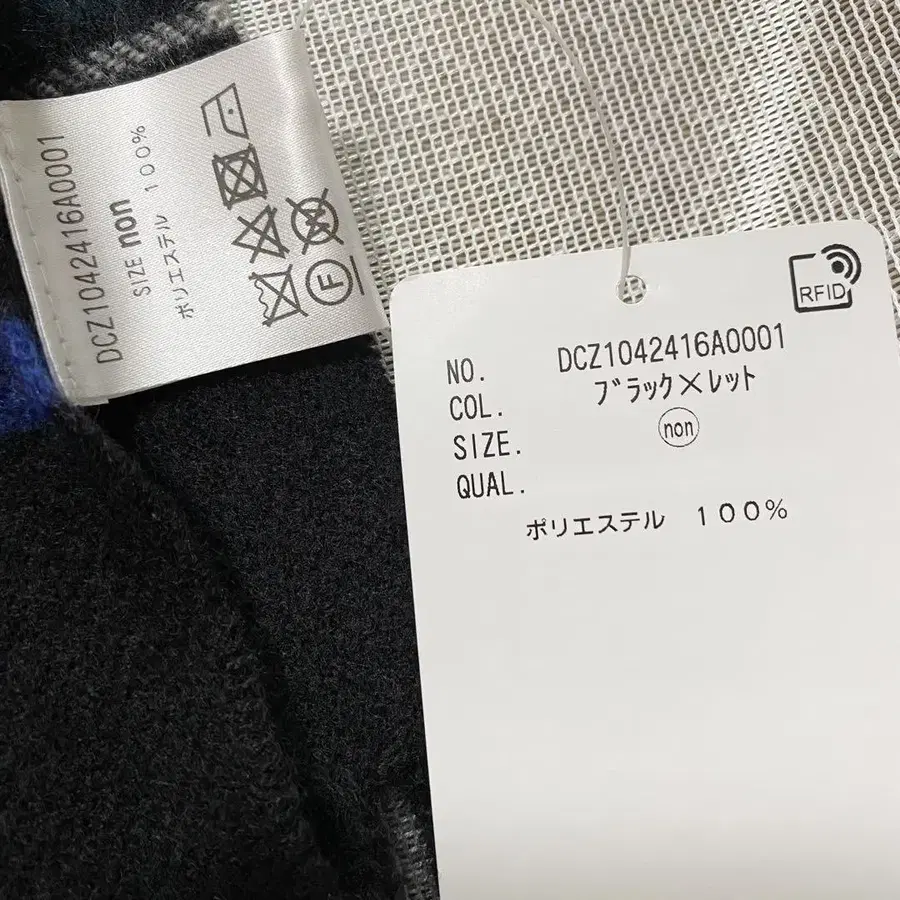 DCZ1042416A0001
SIZE non
ポリエステル 100%
F
RFID
NO. DCZ1042416A0001
COL. ブラック×レット
SIZE. non
QUAL.
ポリエステル 100%